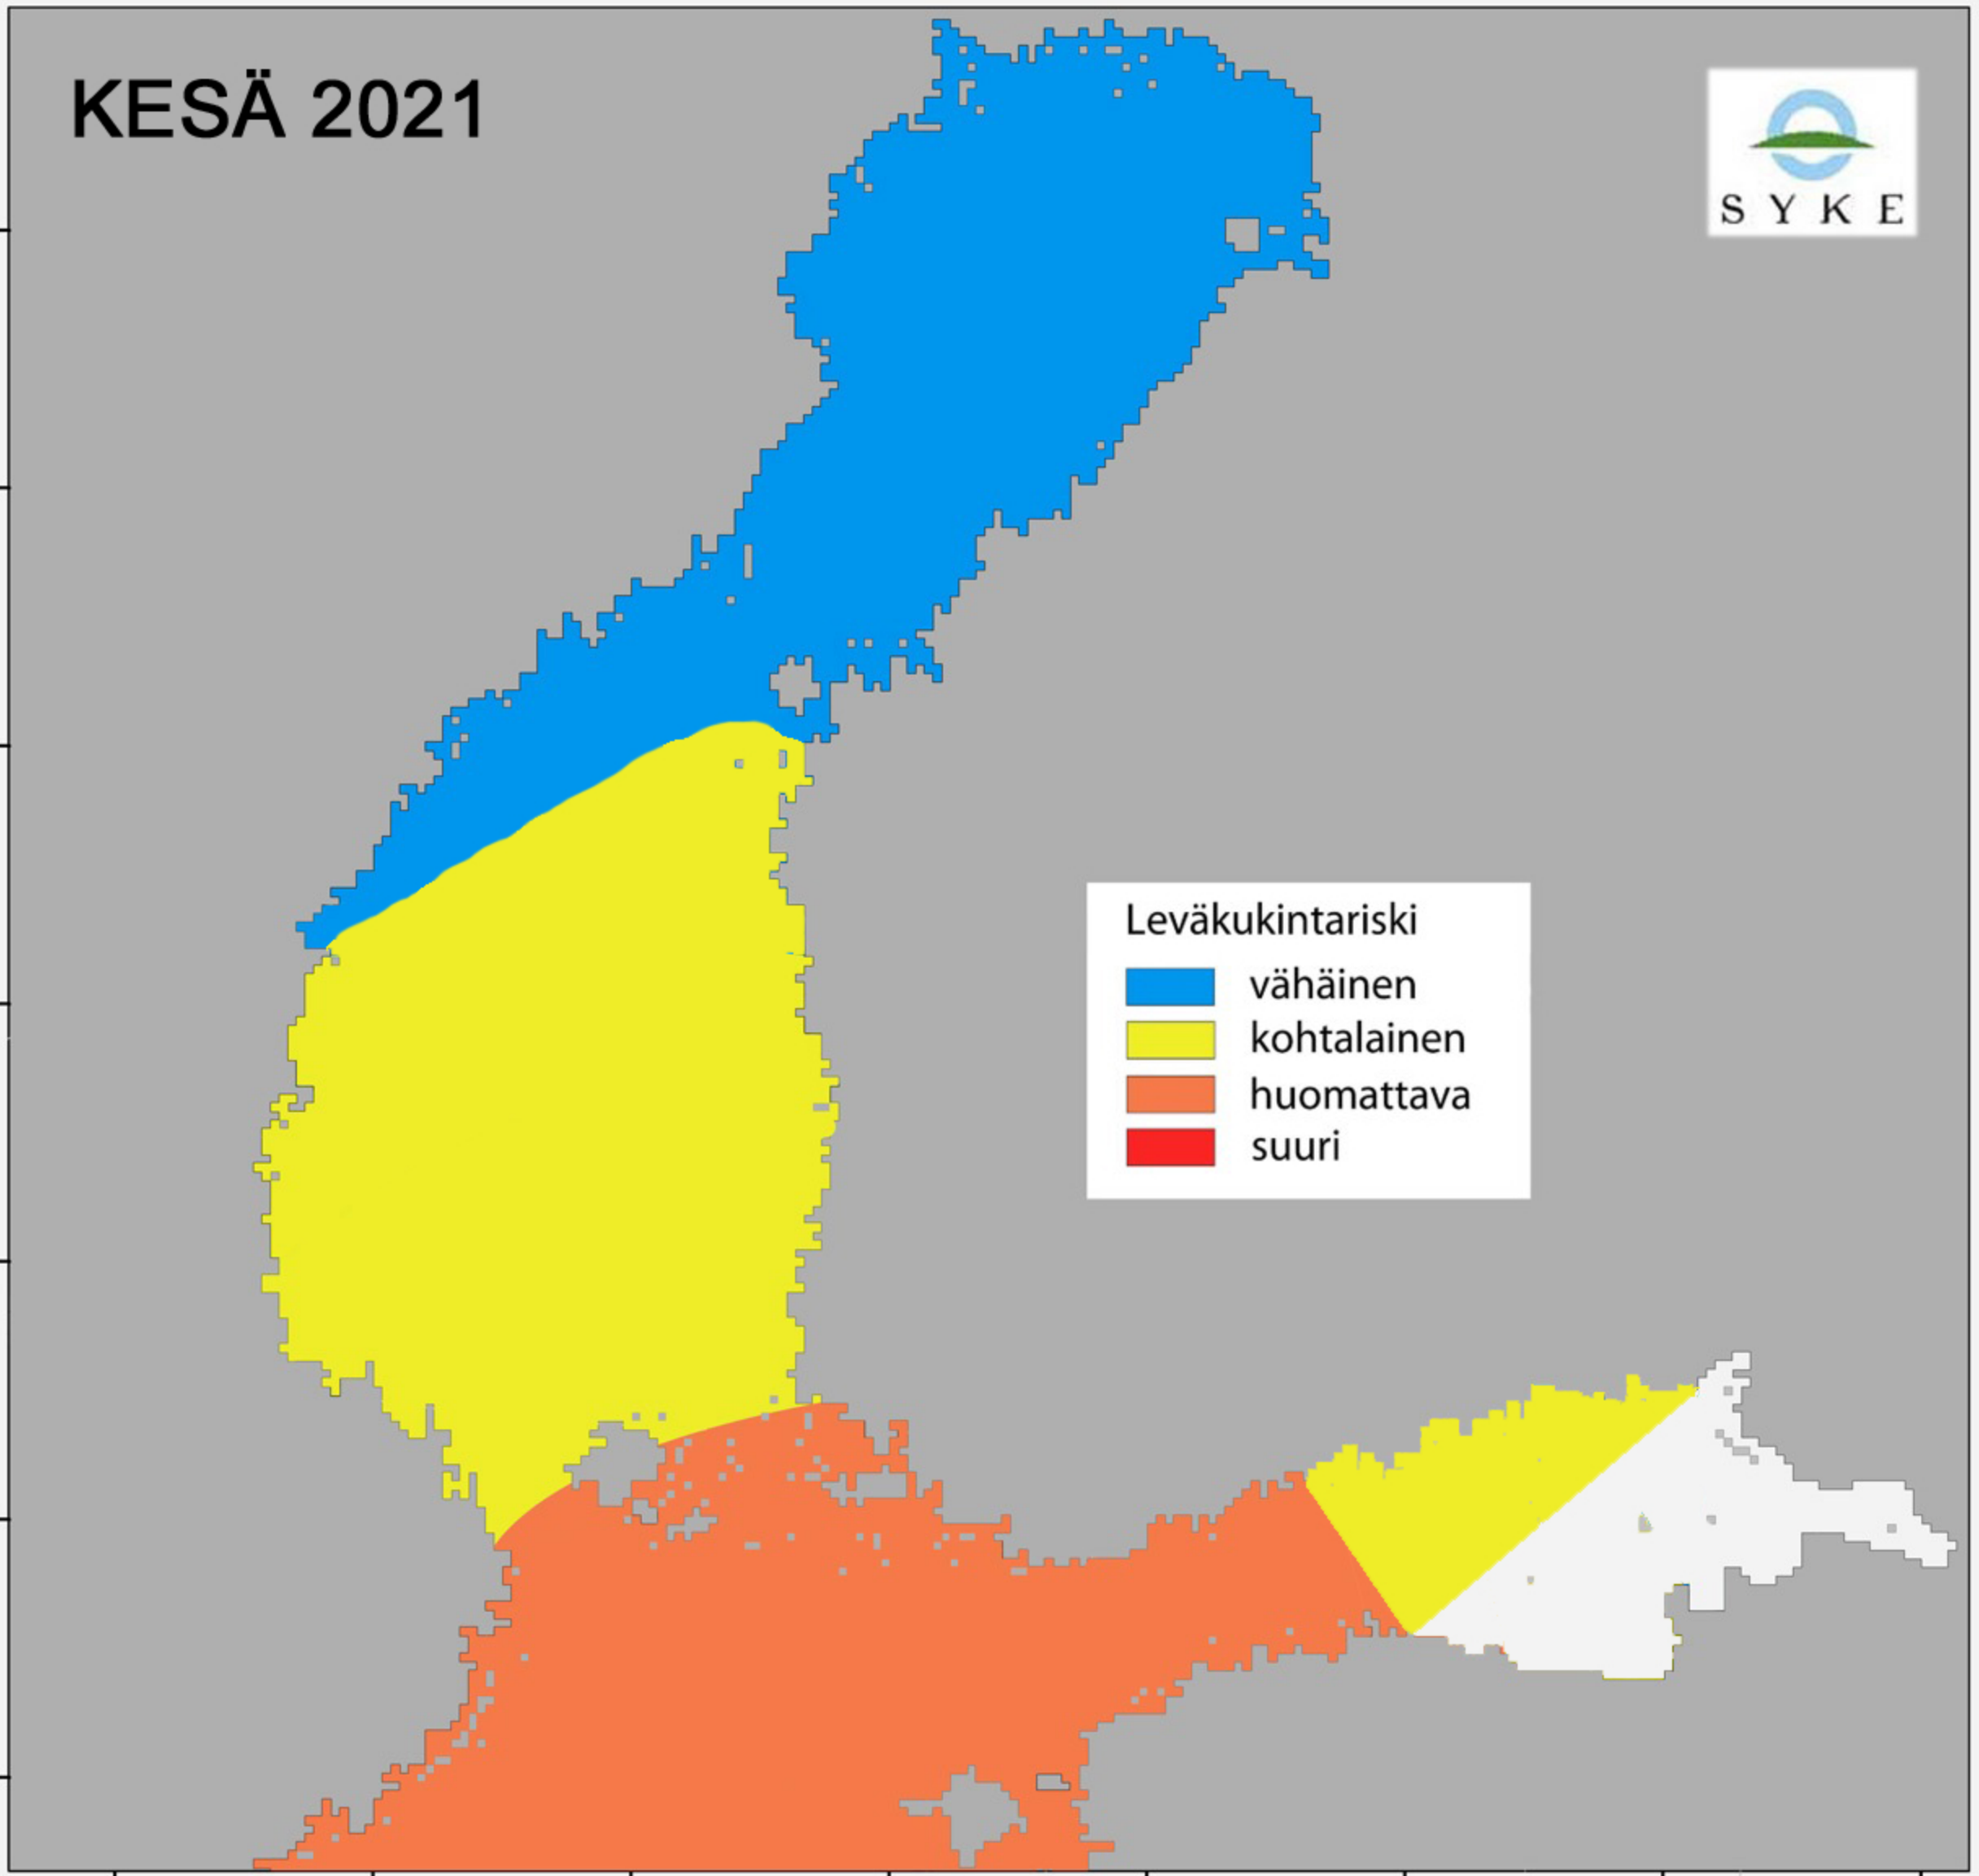 KESÄ 2021
SYKE
Leväkukintariski
vähäinen
kohtalainen
huomattava
suuri